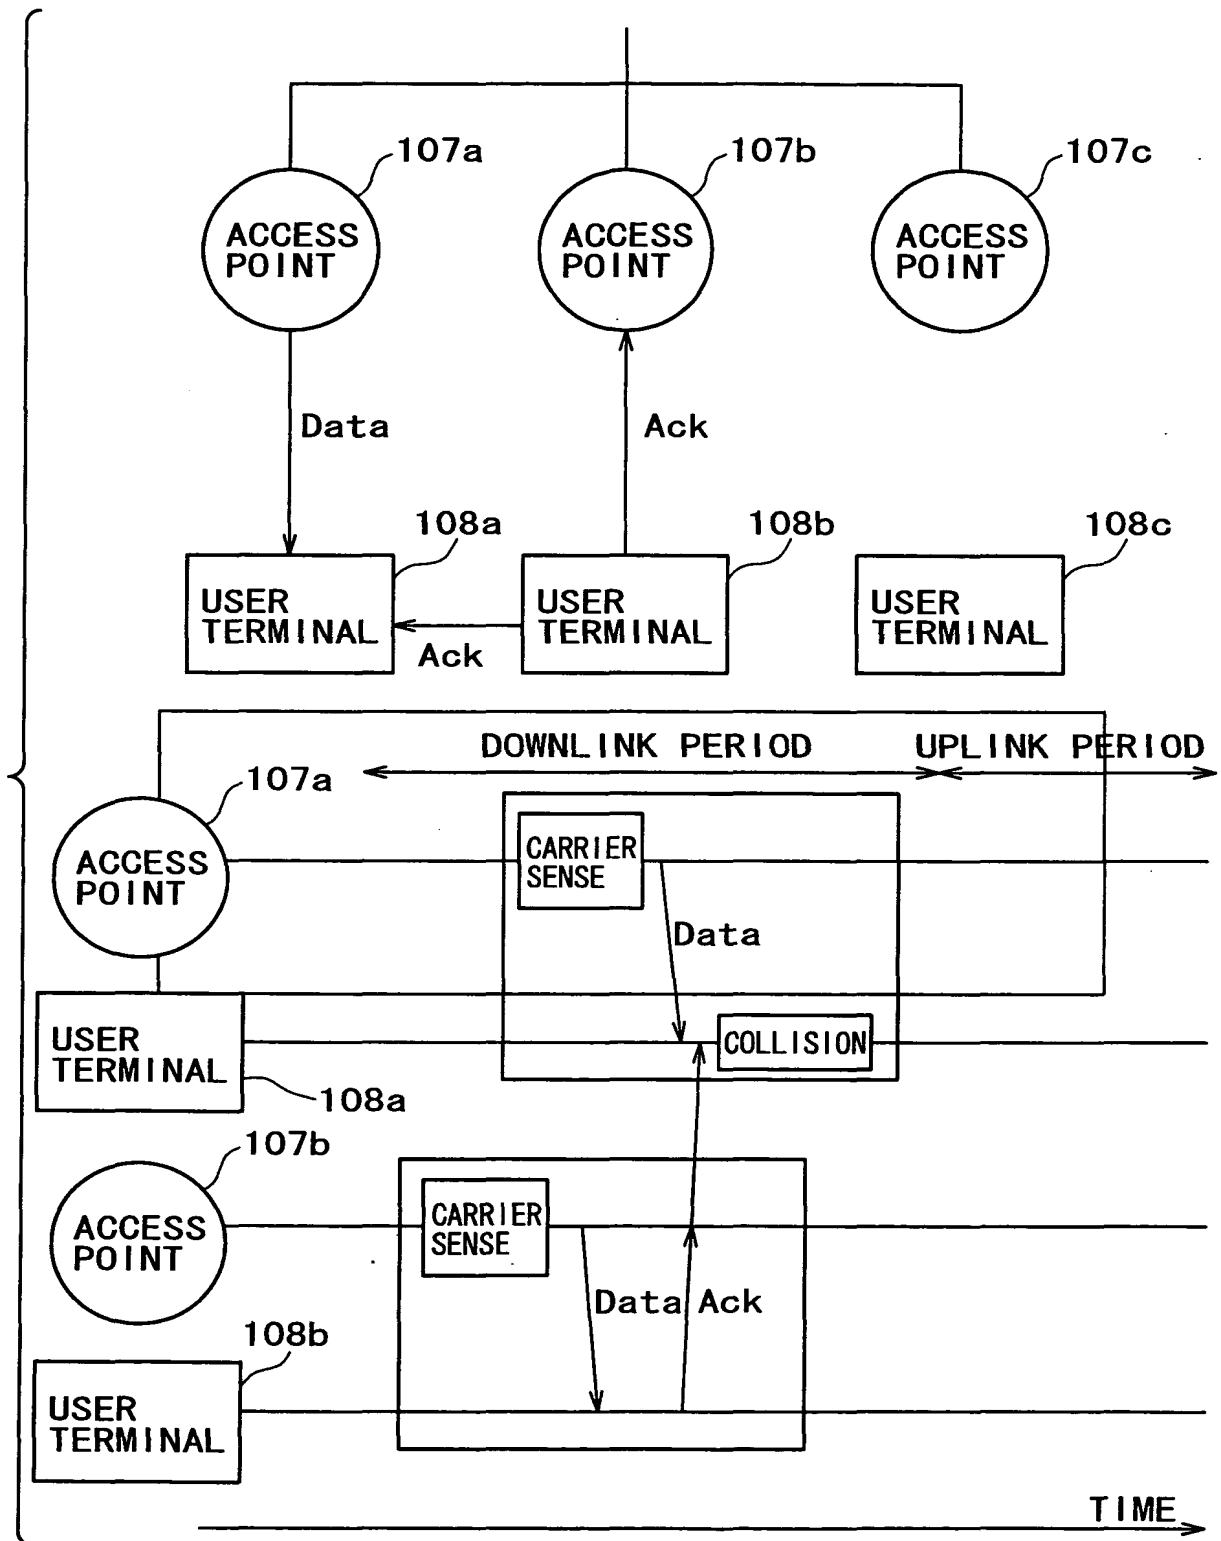 107a
107b
107c
ACCESS
POINT
ACCESS
POINT
ACCESS
POINT
Data
Ack
108a
108b
108c
USER
TERMINAL
USER
TERMINAL
USER
TERMINAL
Ack
DOWNLINK PERIOD
UPLINK PERIOD
107a
ACCESS
POINT
CARRIER
SENSE
Data
USER
TERMINAL
COLLISION
108a
107b
ACCESS
POINT
CARRIER
SENSE
Data
Ack
108b
USER
TERMINAL
TIME